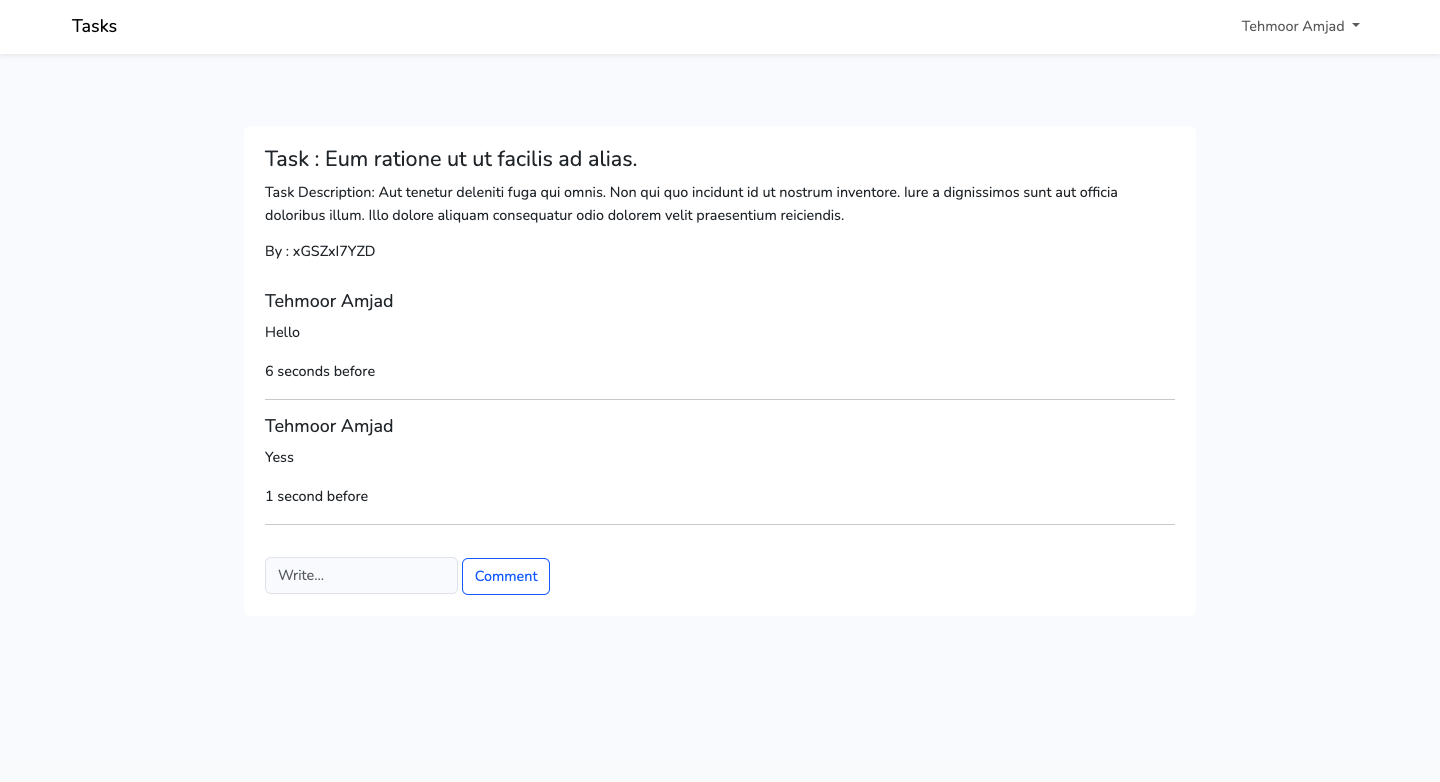 Tasks
Tehmoor Amjad
Task : Eum ratione ut ut facilis ad alias.
Task Description: Aut tenetur deleniti fuga qui omnis. Non qui quo incidunt id ut nostrum inventore. Iure a dignissimos sunt aut officia
doloribus illum. Illo dolore aliquam consequatur odio dolorem velit praesentium reiciendis.
By : xGSZxI7YZD
Tehmoor Amjad
Hello
6 seconds before
Tehmoor Amjad
Yess
1 second before
Write...
Comment